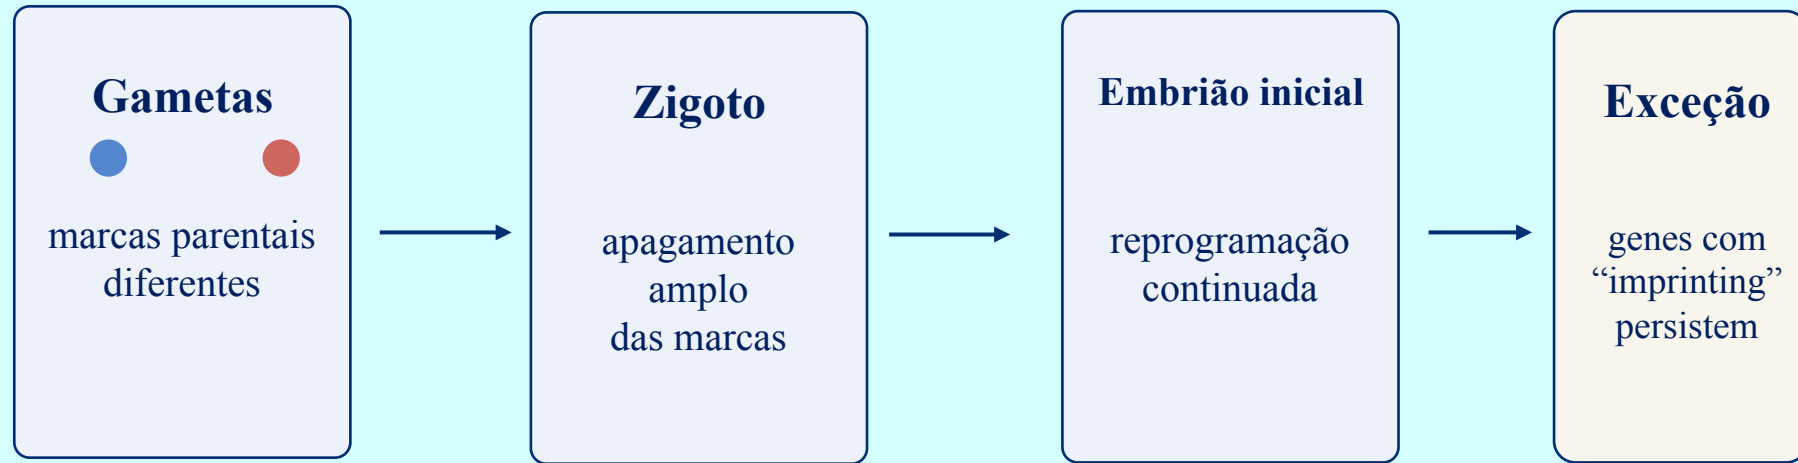 Gametas
marcas parentais
diferentes
Zigoto
apagamento
amplo
das marcas
Embrião inicial
reprogramação
continuada
Exceção
genes com
“imprinting”
persistem